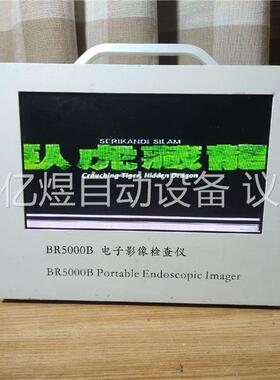 SERIKANDI SILAM
臥虎藏龍
Crouching Tiger, Hidden Dragon
亿煜自动设备 议
BR5000B 电子影像检查仪
BR5000B Portable Endoscopic Imager